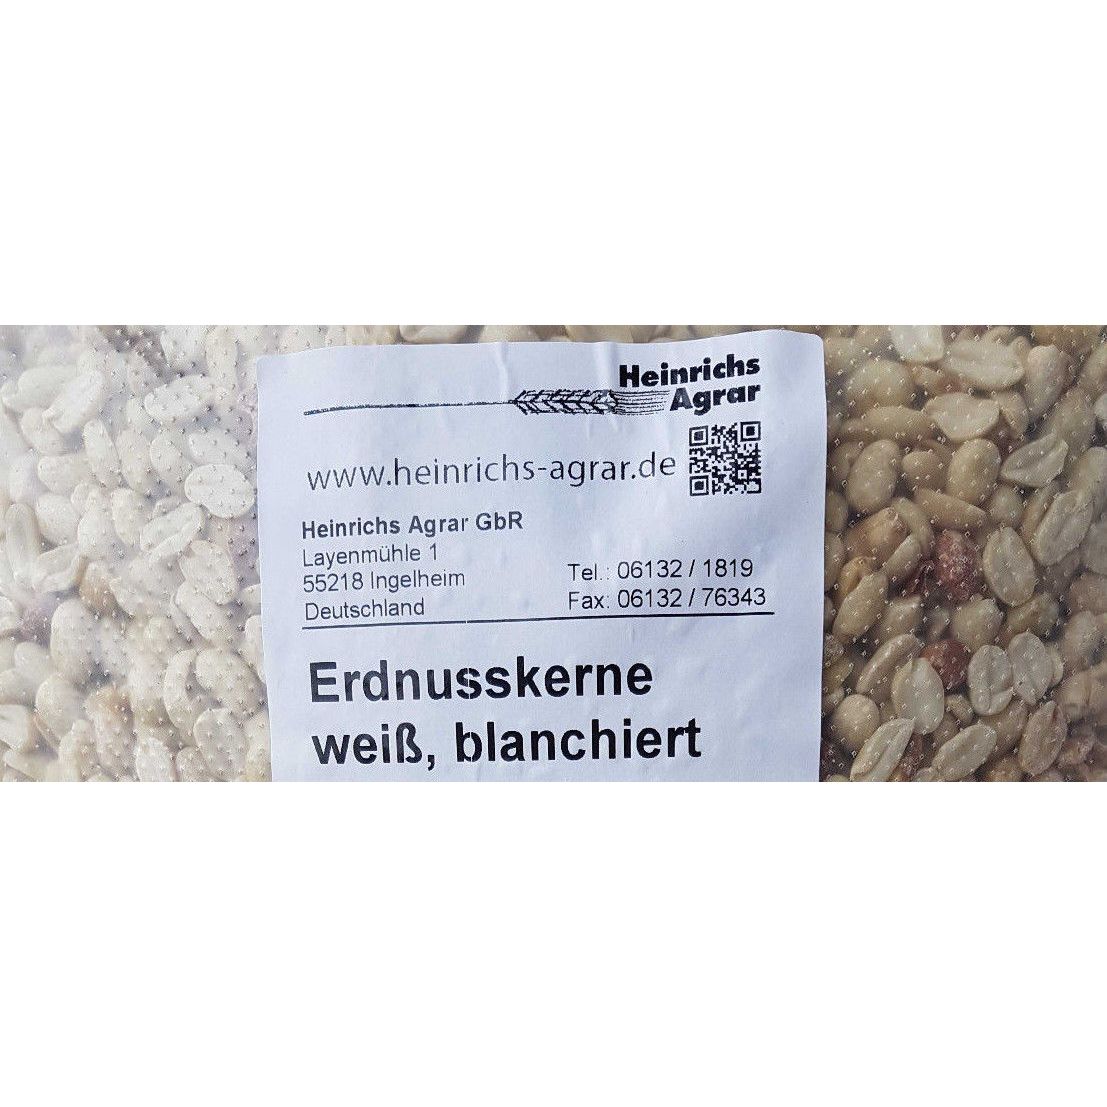 Heinrichs
Agrar
www.heinrichs-agrar.de
Heinrichs Agrar GbR
Layenmühle 1
55218 Ingelheim
Deutschland
Tel.: 06132 / 1819
Fax: 06132 / 76343
Erdnusskerne
weiß, blanchiert